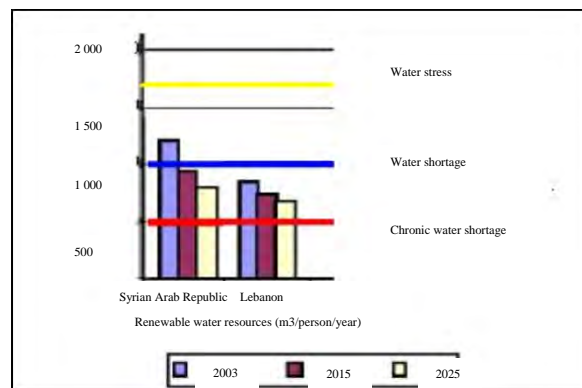 2 000
Water stress
1 500
Water shortage
1 000
Chronic water shortage
500
Syrian Arab Republic Lebanon
Renewable water resources (m3/person/year)
2003 2015 2025